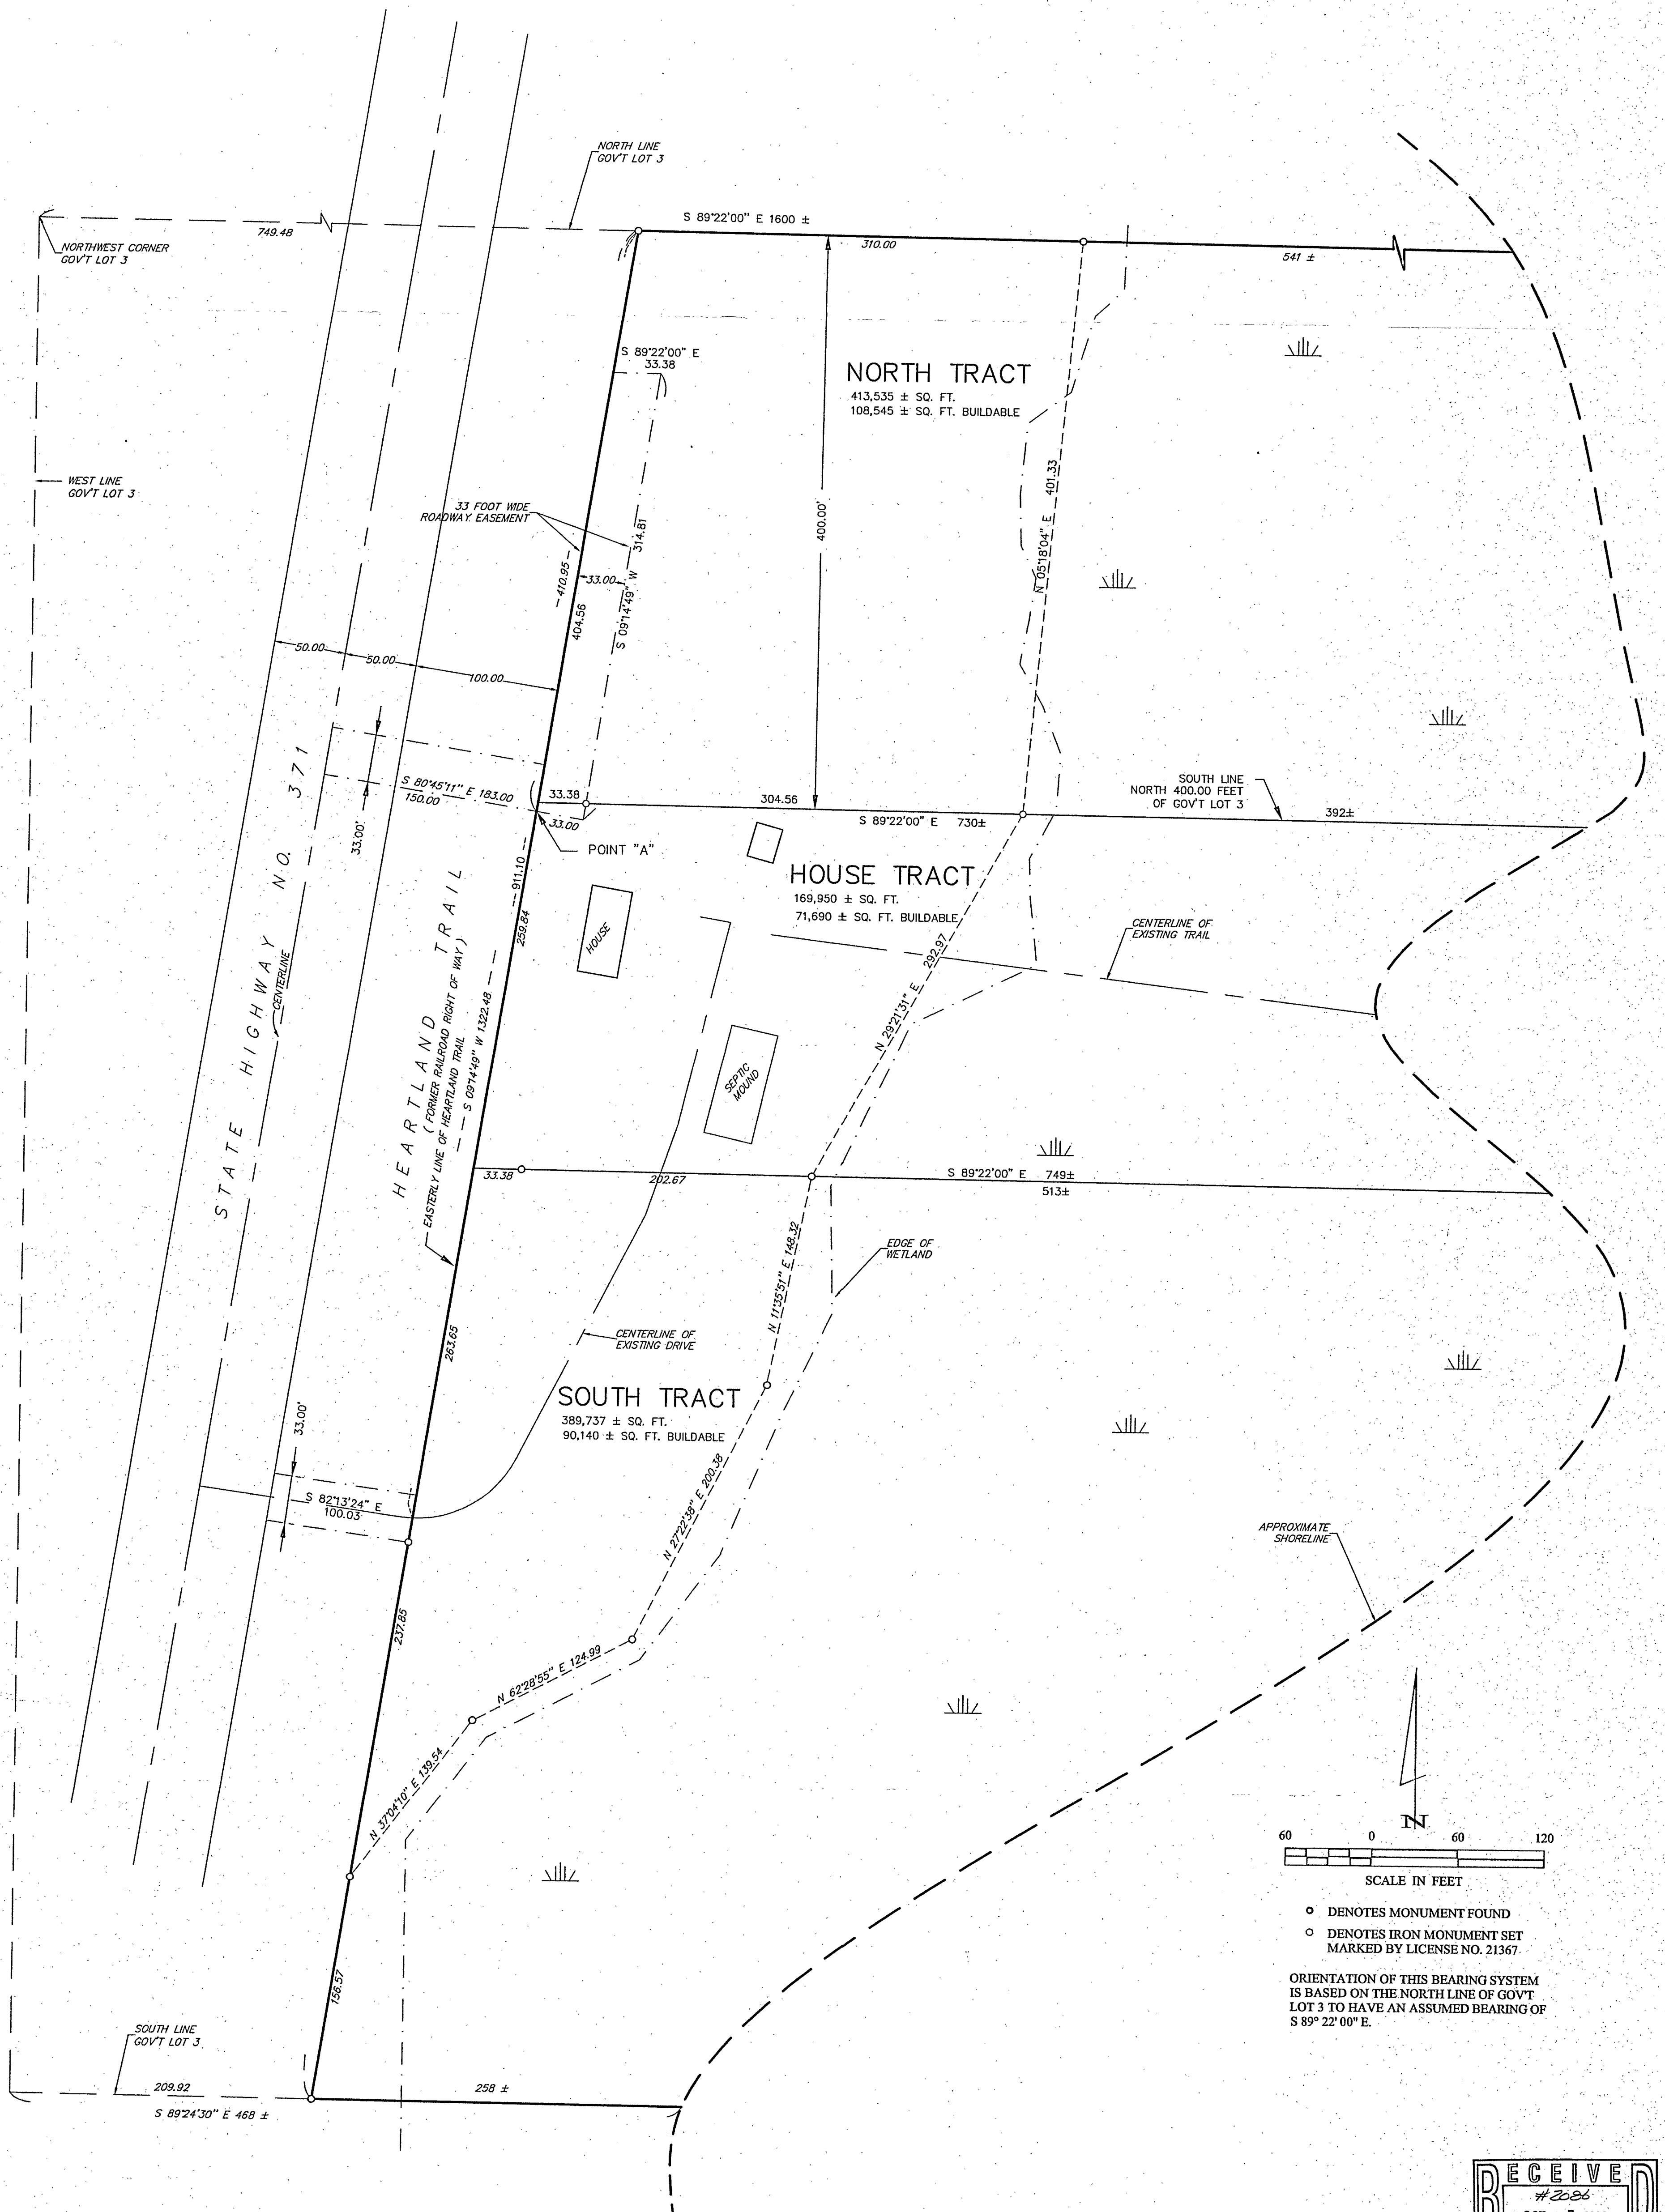 NORTH LINE
GOV'T LOT 3
S 89°22'00" E 1600 ±
749.48
310.00
541 ±
NORTHWEST CORNER
GOV'T LOT 3
S 89°22'00" E
33.38
NORTH TRACT
413,535 ± SQ. FT.
108,545 ± SQ. FT. BUILDABLE
WEST LINE
GOV'T LOT 3
33 FOOT WIDE
ROADWAY EASEMENT
400.00'
N 05°18'04" E 401.33
S 09°14'49" W 314.81
410.95
33.00
404.56
50.00
50.00
100.00
S 80°45'11" E 183.00
150.00
33.00'
33.38
33.00
304.56
S 89°22'00" E 730±
SOUTH LINE
NORTH 400.00 FEET
OF GOV'T LOT 3
392±
POINT "A"
HOUSE TRACT
169,950 ± SQ. FT.
71,690 ± SQ. FT. BUILDABLE
911.10
259.84
HOUSE
CENTERLINE OF
EXISTING TRAIL
STATE HIGHWAY NO. 371
CENTERLINE
HEARTLAND TRAIL
( FORMER RAILROAD RIGHT OF WAY )
EASTERLY LINE OF HEARTLAND TRAIL
S 09°14'49" W 1322.48
N 29°21'31" E 292.97
SEPTIC
MOUND
33.38
202.67
S 89°22'00" E 749±
513±
N 11°35'51" E 148.32
EDGE OF
WETLAND
263.65
CENTERLINE OF
EXISTING DRIVE
SOUTH TRACT
389,737 ± SQ. FT.
90,140 ± SQ. FT. BUILDABLE
33.00'
S 82°13'24" E
100.03
N 27°22'38" E 200.38
APPROXIMATE
SHORELINE
237.85
N 62°28'55" E 124.99
N 37°04'10" E 139.54
N
60 0 60 120
SCALE IN FEET
DENOTES MONUMENT FOUND
DENOTES IRON MONUMENT SET
MARKED BY LICENSE NO. 21367
ORIENTATION OF THIS BEARING SYSTEM
IS BASED ON THE NORTH LINE OF GOV'T
LOT 3 TO HAVE AN ASSUMED BEARING OF
S 89° 22' 00" E.
156.57
SOUTH LINE
GOV'T LOT 3
209.92
258 ±
S 89°24'30" E 468 ±
RECEIVED
#2086